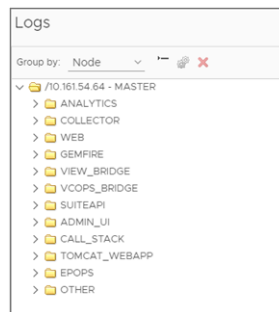 Logs
Group by: Node
/10.161.54.64 - MASTER
ANALYTICS
COLLECTOR
WEB
GEMFIRE
VIEW_BRIDGE
VCOPS_BRIDGE
SUITEAPI
ADMIN_UI
CALL_STACK
TOMCAT_WEBAPP
EPOPS
OTHER